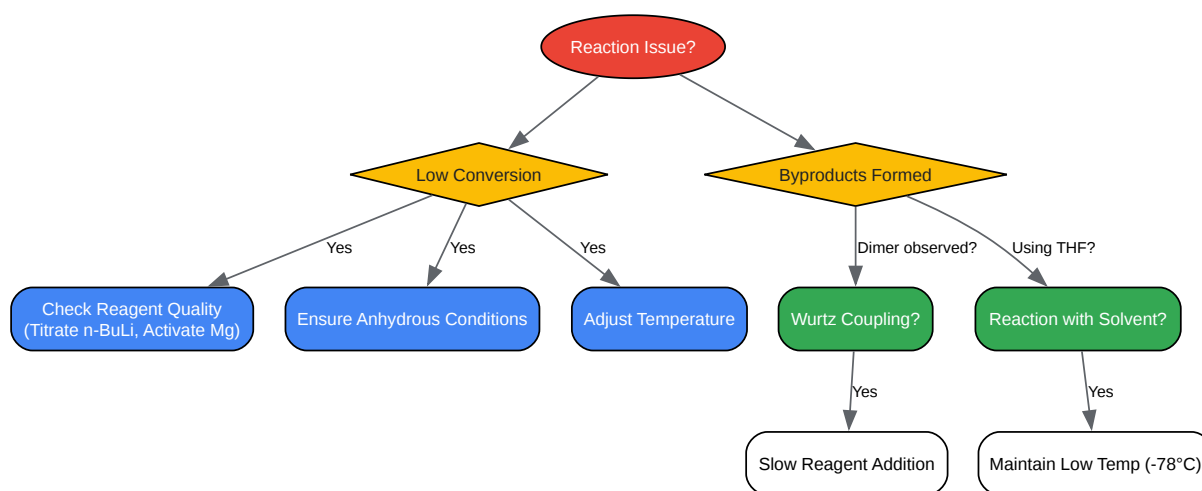 Reaction Issue?
Low Conversion
Byproducts Formed
Yes
Yes
Yes
Dimer observed?
Using THF?
Check Reagent Quality
(Titrate n-BuLi, Activate Mg)
Ensure Anhydrous Conditions
Adjust Temperature
Wurtz Coupling?
Reaction with Solvent?
Yes
Yes
Slow Reagent Addition
Maintain Low Temp (-78°C)